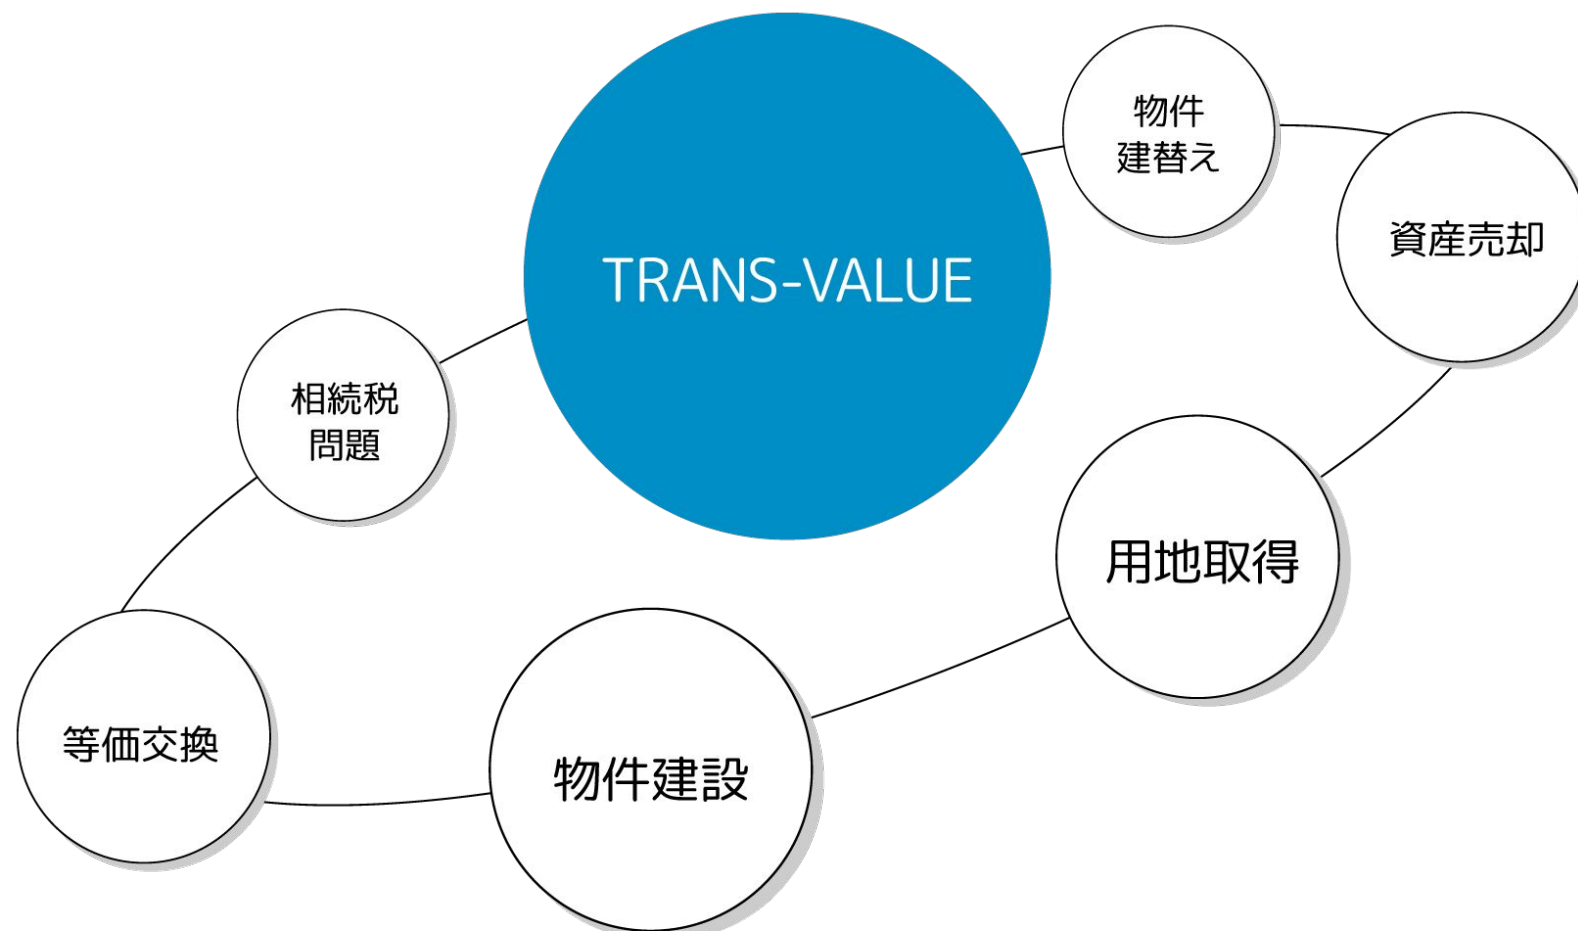 TRANS-VALUE
物件
建替え
資産売却
用地取得
物件建設
等価交換
相続税
問題